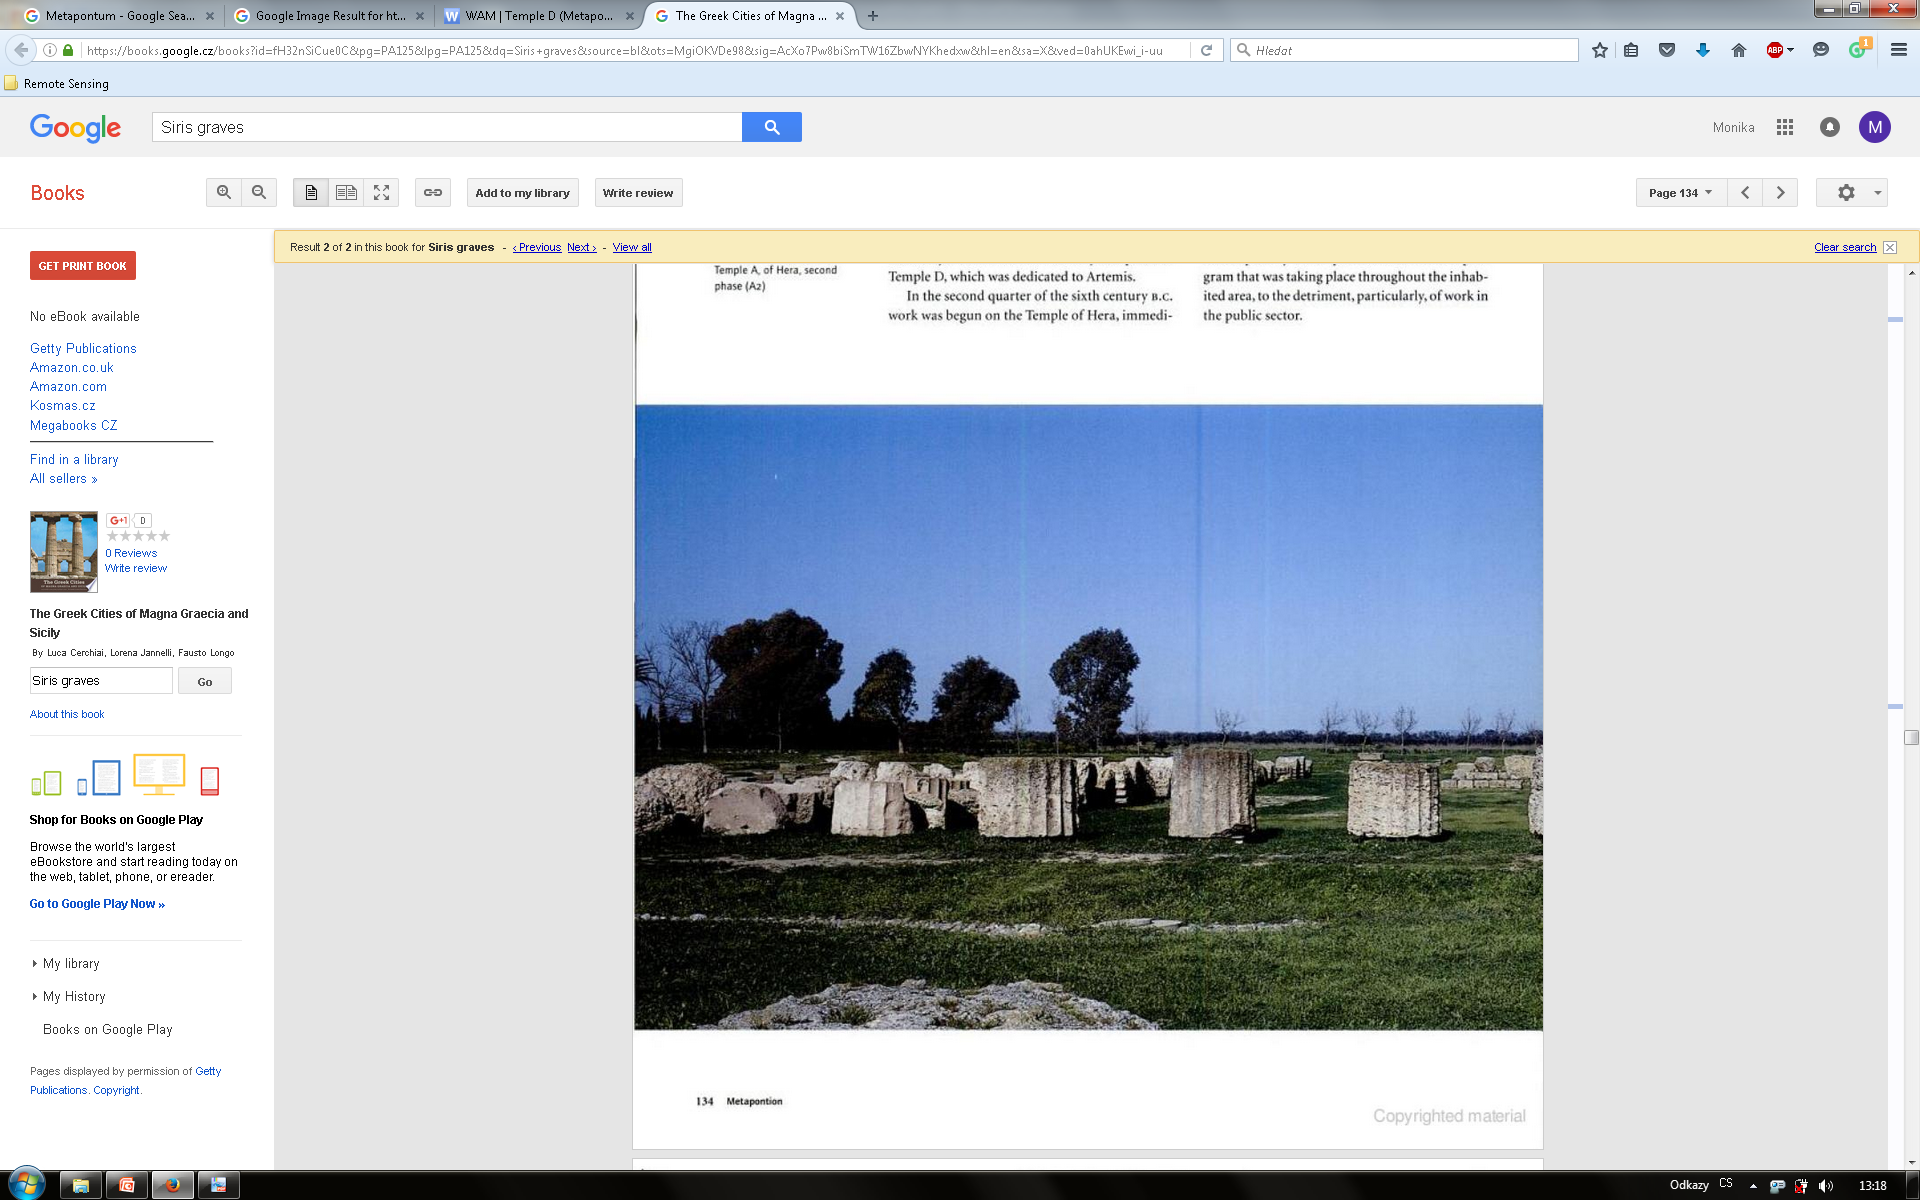 Metapontum - Google Sea...
Google Image Result for ht...
WAM | Temple D (Metapo...
The Greek Cities of Magna ...
https://books.google.cz/books?id=fH32nSiCue0C&pg=PA125&lpg=PA125&dq=Siris+graves&source=bl&ots=MgiOKVDe98&sig=AcXo7Pw8biSmTW16ZbwNYKhedxw&hl=en&sa=X&ved=0ahUKEwi_i-uu
Hledat
ABP
1
Remote Sensing
Google
Siris graves
Monika
M
Books
Add to my library
Write review
Page 134
Result 2 of 2 in this book for Siris graves - ‹ Previous Next › - View all
Clear search
GET PRINT BOOK
No eBook available
Getty Publications
Amazon.co.uk
Amazon.com
Kosmas.cz
Megabooks CZ
Find in a library
All sellers »
G+1 0
0 Reviews
Write review
The Greek Cities
The Greek Cities of Magna Graecia and
Sicily
By Luca Cerchiai, Lorena Jannelli, Fausto Longo
Siris graves
Go
About this book
Shop for Books on Google Play
Browse the world's largest
eBookstore and start reading today on
the web, tablet, phone, or ereader.
Go to Google Play Now »
My library
My History
Books on Google Play
Pages displayed by permission of Getty
Publications. Copyright.
Temple A, of Hera, second
phase (A2)
Temple D, which was dedicated to Artemis.
In the second quarter of the sixth century B.C.
work was begun on the Temple of Hera, immedi-
gram that was taking place throughout the inhab-
ited area, to the detriment, particularly, of work in
the public sector.
134 Metapontion
Copyrighted material
Odkazy
CS
13:18